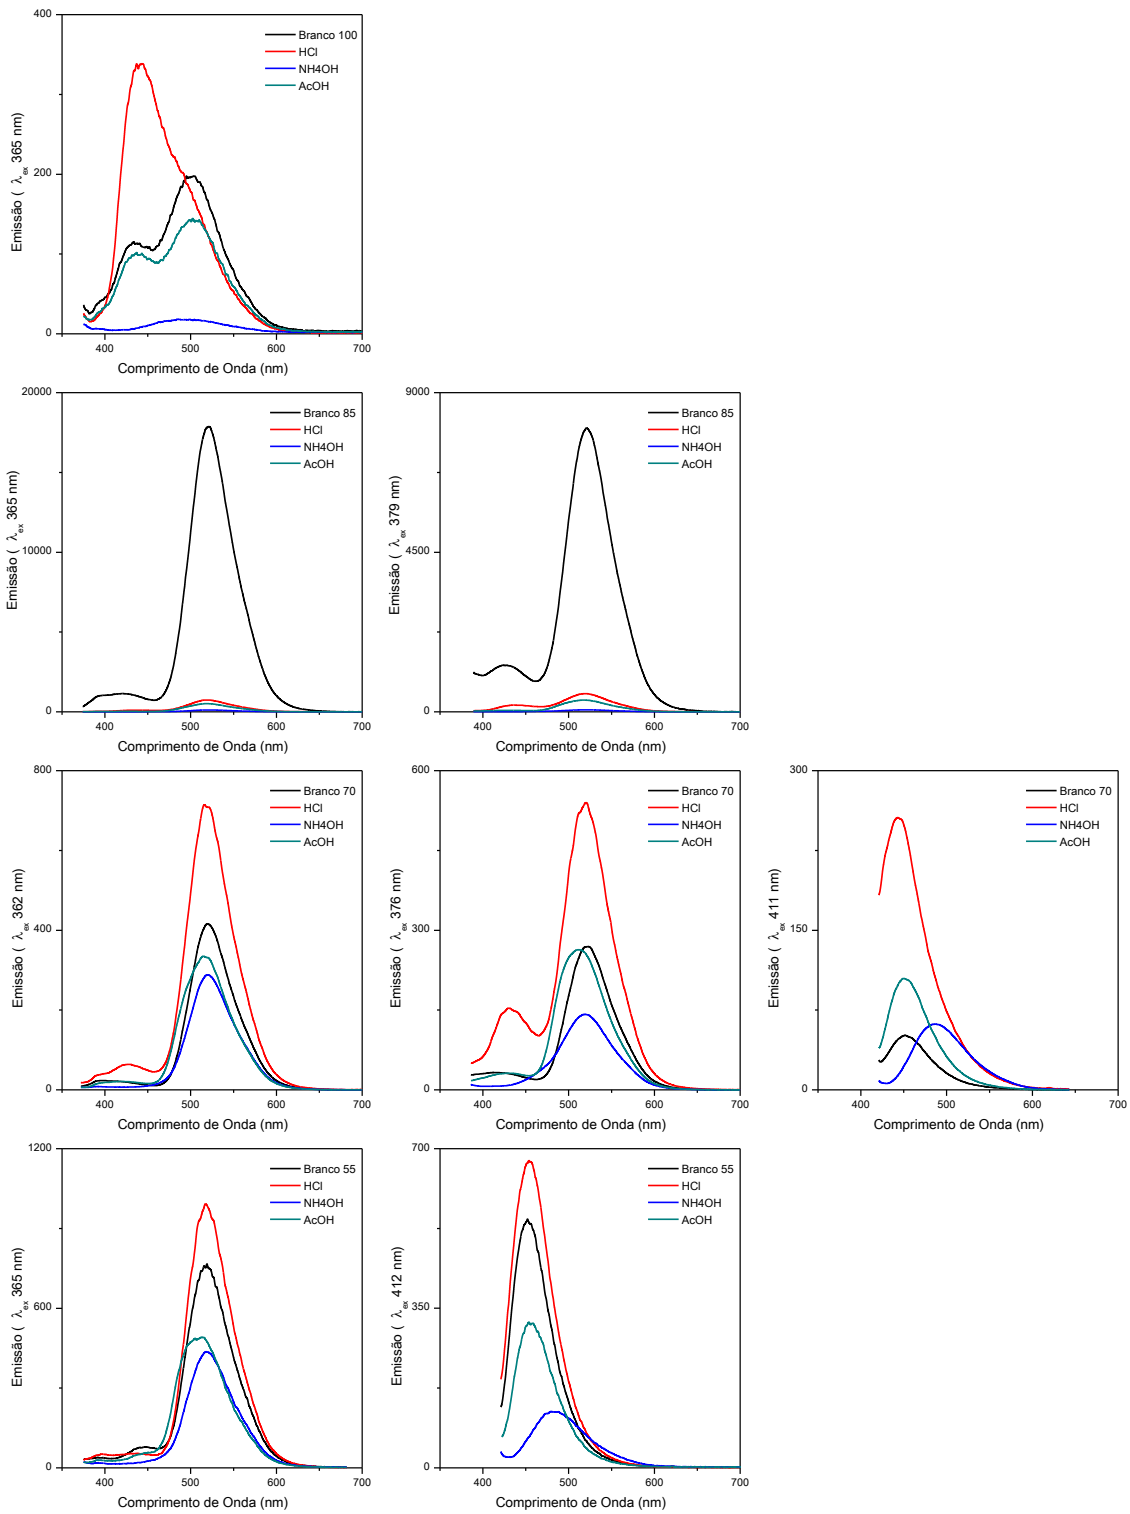 400
200
0
Emissão ( λex 365 nm)
Branco 100
HCl
NH4OH
AcOH
400 500 600 700
Comprimento de Onda (nm)
20000
10000
0
Emissão ( λex 365 nm)
Branco 85
HCl
NH4OH
AcOH
400 500 600 700
Comprimento de Onda (nm)
9000
4500
0
Emissão ( λex 379 nm)
Branco 85
HCl
NH4OH
AcOH
400 500 600 700
Comprimento de Onda (nm)
800
400
0
Emissão ( λex 362 nm)
Branco 70
HCl
NH4OH
AcOH
400 500 600 700
Comprimento de Onda (nm)
600
300
0
Emissão ( λex 376 nm)
Branco 70
HCl
NH4OH
AcOH
400 500 600 700
Comprimento de Onda (nm)
300
150
0
Emissão ( λex 411 nm)
Branco 70
HCl
NH4OH
AcOH
400 500 600 700
Comprimento de Onda (nm)
1200
600
0
Emissão ( λex 365 nm)
Branco 55
HCl
NH4OH
AcOH
400 500 600 700
Comprimento de Onda (nm)
700
350
0
Emissão ( λex 412 nm)
Branco 55
HCl
NH4OH
AcOH
400 500 600 700
Comprimento de Onda (nm)